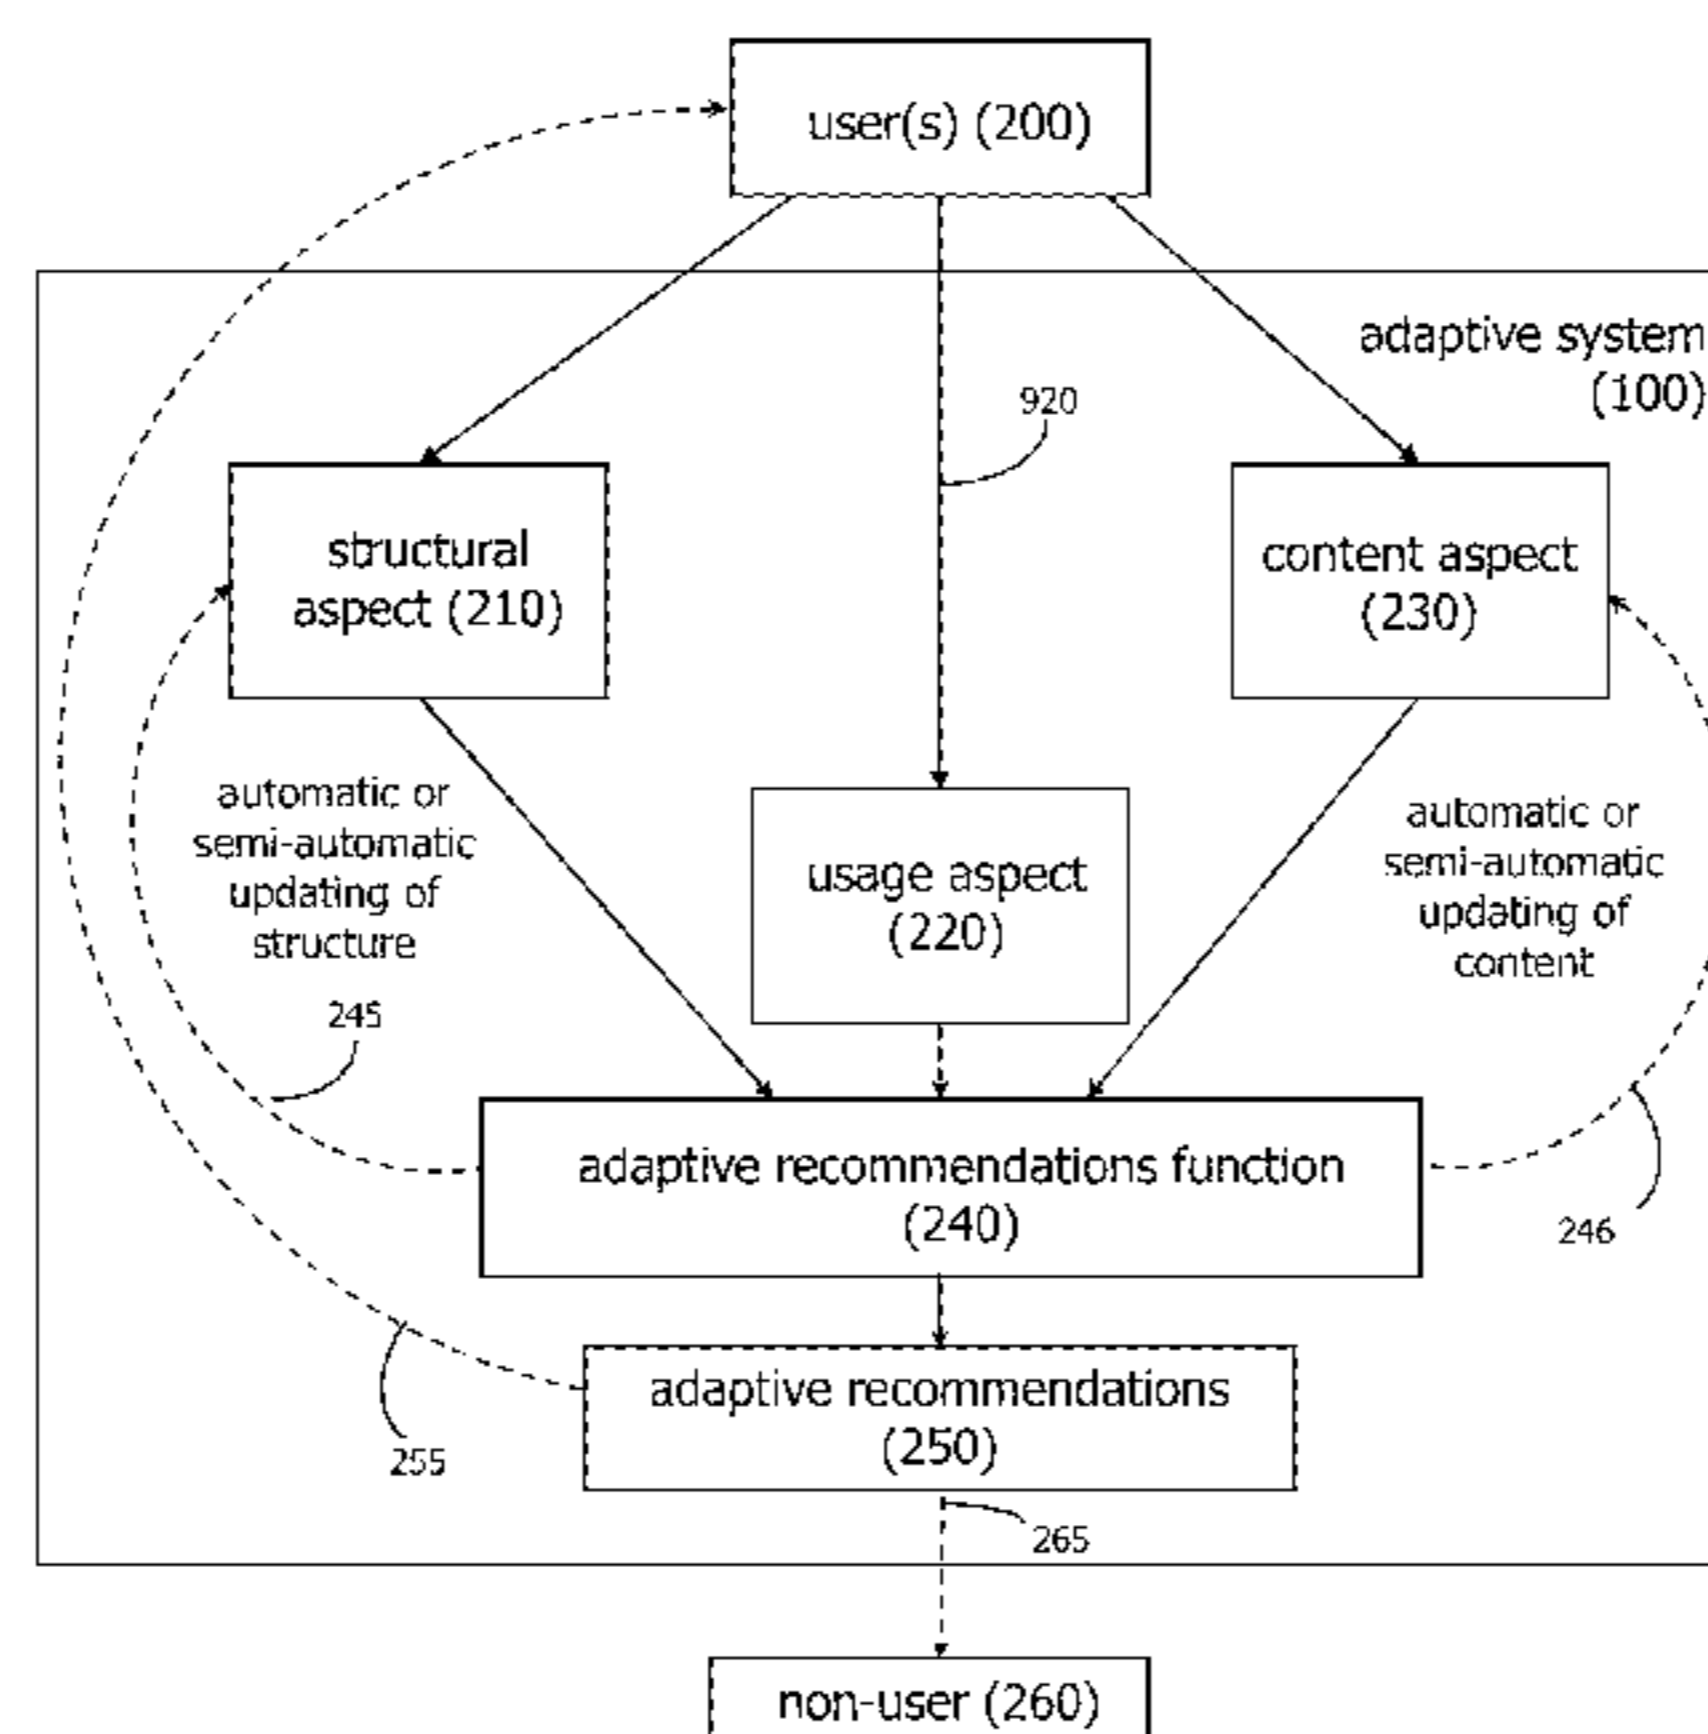 user(s) (200)
adaptive system
(100)
920
structural
aspect (210)
content aspect
(230)
automatic or
semi-automatic
updating of
structure
usage aspect
(220)
automatic or
semi-automatic
updating of
content
245
adaptive recommendations function
(240)
246
adaptive recommendations
(250)
255
265
non-user (260)